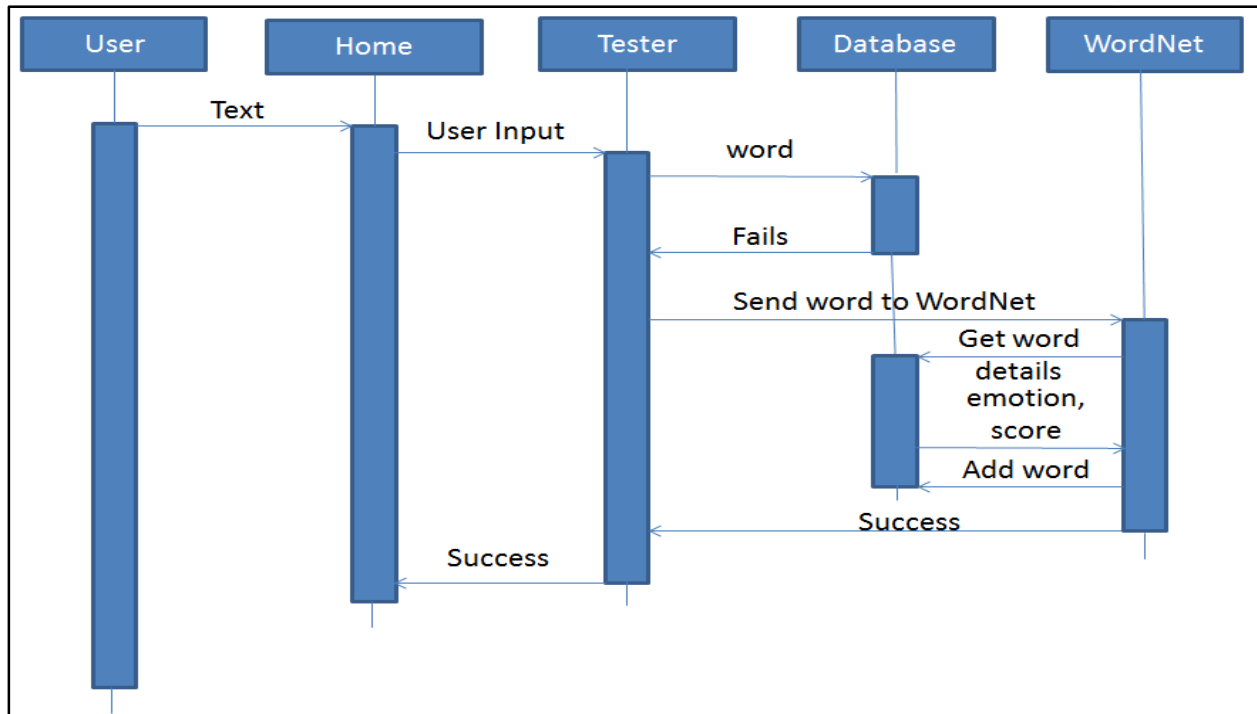 User
Home
Tester
Database
WordNet
Text
User Input
word
Fails
Send word to WordNet
Get word
details
emotion,
score
Add word
Success
Success